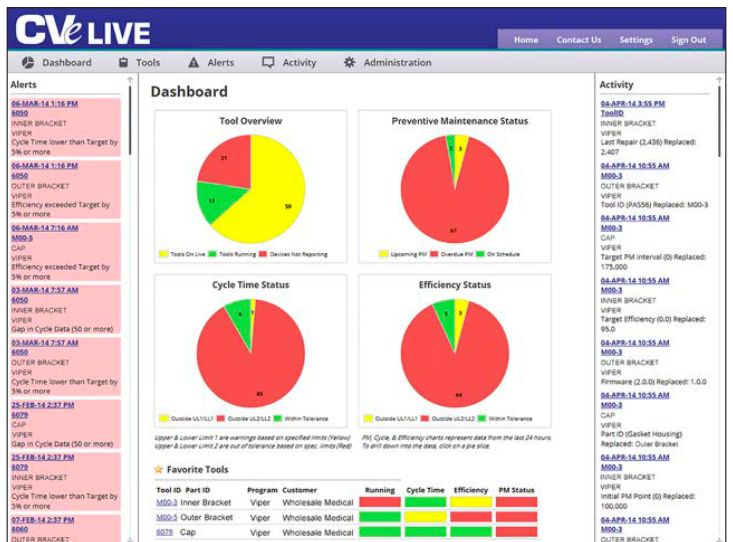 CVe LIVE
Home Contact Us Settings Sign Out
Dashboard Tools Alerts Activity Administration
Alerts
06-MAR-14 1:16 PM
6050
INNER BRACKET
VIPER
Cycle Time lower than Target by
5% or more
06-MAR-14 1:16 PM
6050
OUTER BRACKET
VIPER
Efficiency exceeded Target by
5% or more
06-MAR-14 7:16 AM
M00-5
CAP
VIPER
Efficiency exceeded Target by
5% or more
03-MAR-14 7:57 AM
6050
INNER BRACKET
VIPER
Gap in Cycle Data (50 or more)
03-MAR-14 7:57 AM
6050
OUTER BRACKET
VIPER
Cycle Time lower than Target by
5% or more
25-FEB-14 2:37 PM
6079
CAP
VIPER
Gap in Cycle Data (50 or more)
25-FEB-14 2:37 PM
6079
INNER BRACKET
VIPER
Cycle Time lower than Target by
5% or more
07-FEB-14 2:37 PM
6060
OUTER BRACKET
Dashboard
Tool Overview
21
13
59
Tools On Live Tools Running Devices Not Reporting
Preventive Maintenance Status
2
3
67
Upcoming PM Overdue PM On Schedule
Cycle Time Status
6
1
65
Outside UL1/LL1 Outside UL2/LL2 Within Tolerance
Efficiency Status
5
3
64
Outside UL1/LL1 Outside UL2/LL2 Within Tolerance
Upper & Lower Limit 1 are warnings based on specified limits (Yellow)
Upper & Lower Limit 2 are out of tolerance based on spec. limits (Red)
PM, Cycle, & Efficiency charts represent data from the last 24 hours.
To drill down into the data, click on a pie slice.
Favorite Tools
Tool ID Part ID Program Customer Running Cycle Time Efficiency PM Status
M00-3 Inner Bracket Viper Wholesale Medical
M00-5 Outer Bracket Viper Wholesale Medical
6079 Cap Viper Wholesale Medical
Activity
04-APR-14 3:55 PM
ToolID
INNER BRACKET
VIPER
Last Repair (2,436) Replaced:
2,407
04-APR-14 10:55 AM
M00-3
OUTER BRACKET
VIPER
Tool ID (PAS56) Replaced: M00-3
04-APR-14 10:55 AM
M00-3
CAP
VIPER
Target PM Interval (0) Replaced:
175,000
04-APR-14 10:55 AM
M00-3
INNER BRACKET
VIPER
Target Efficiency (0.0) Replaced:
95.0
04-APR-14 10:55 AM
M00-3
OUTER BRACKET
VIPER
Firmware (2.0.0) Replaced: 1.0.0
04-APR-14 10:55 AM
M00-3
CAP
VIPER
Part ID (Gasket Housing)
Replaced: Outer Bracket
04-APR-14 10:55 AM
M00-3
INNER BRACKET
VIPER
Initial PM Point (0) Replaced:
100,000
04-APR-14 10:55 AM
M00-3
OUTER BRACKET